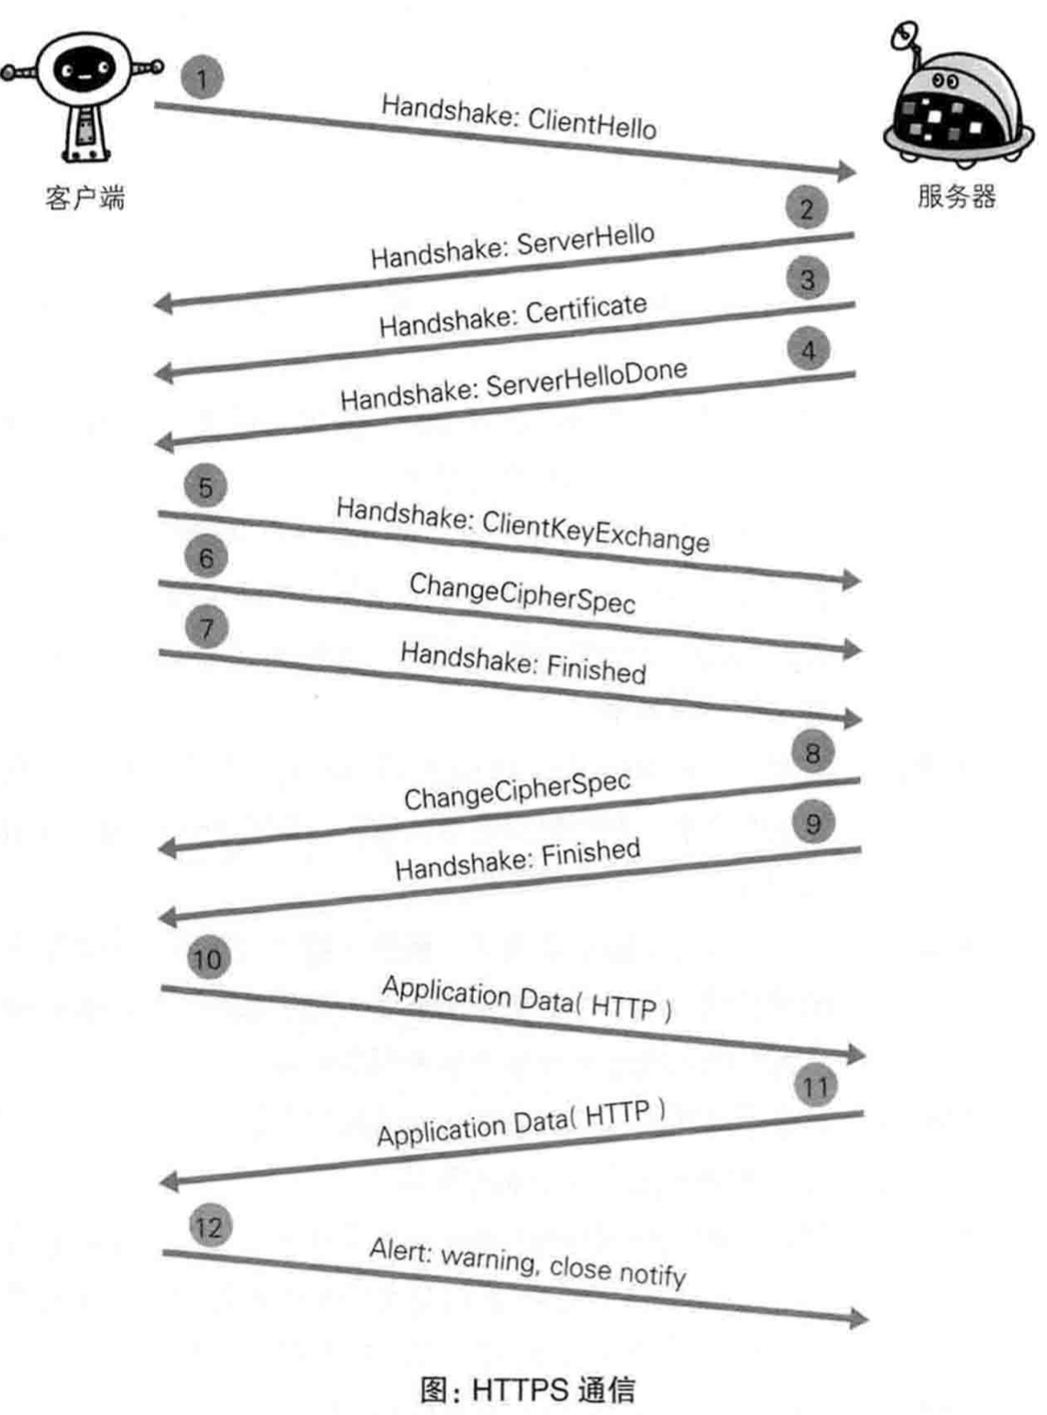 1
Handshake: ClientHello
客户端
服务器
2
Handshake: ServerHello
3
Handshake: Certificate
4
Handshake: ServerHelloDone
5
Handshake: ClientKeyExchange
6
ChangeCipherSpec
7
Handshake: Finished
8
ChangeCipherSpec
9
Handshake: Finished
10
Application Data( HTTP )
11
Application Data( HTTP )
12
Alert: warning, close notify
图：HTTPS 通信